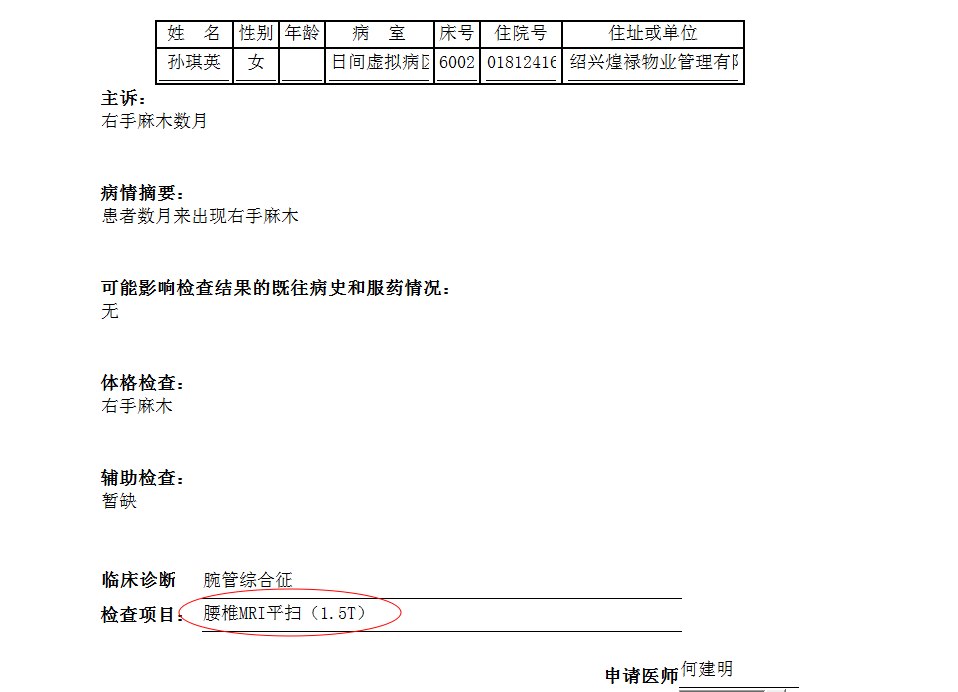 姓 名 性别 年龄 病 室 床号 住院号 住址或单位
孙琪英 女 日间虚拟病区 6002 01812416 绍兴煌禄物业管理有限
主诉：
右手麻木数月
病情摘要：
患者数月来出现右手麻木
可能影响检查结果的既往病史和服药情况：
无
体格检查：
右手麻木
辅助检查：
暂缺
临床诊断 腕管综合征
检查项目： 腰椎MRI平扫（1.5T）
申请医师 何建明